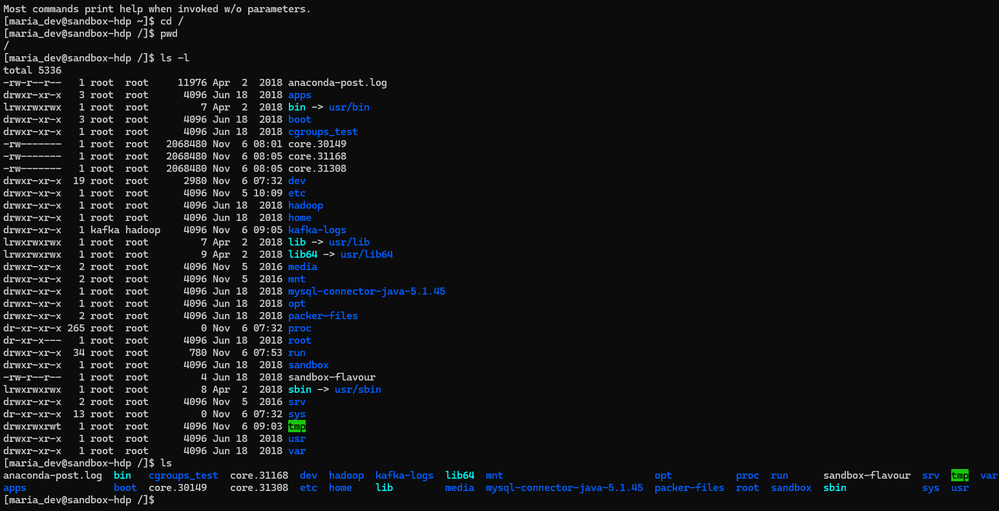 Most commands print help when invoked w/o parameters.
[maria_dev@sandbox-hdp ~]$ cd /
[maria_dev@sandbox-hdp /]$ pwd
/
[maria_dev@sandbox-hdp /]$ ls -l
total 5336
-rw-r--r--   1 root  root     11976 Apr  2  2018 anaconda-post.log
drwxr-xr-x   3 root  root      4096 Jun 18  2018 apps
lrwxrwxrwx   1 root  root         7 Apr  2  2018 bin -> usr/bin
drwxr-xr-x   3 root  root      4096 Jun 18  2018 boot
drwxr-xr-x   1 root  root      4096 Jun 18  2018 cgroups_test
-rw-------   1 root  root   2068480 Nov  6 08:01 core.30149
-rw-------   1 root  root   2068480 Nov  6 08:05 core.31168
-rw-------   1 root  root   2068480 Nov  6 08:05 core.31308
drwxr-xr-x  19 root  root      2980 Nov  6 07:32 dev
drwxr-xr-x   1 root  root      4096 Nov  5 10:09 etc
drwxr-xr-x   1 root  root      4096 Jun 18  2018 hadoop
drwxr-xr-x   1 root  root      4096 Jun 18  2018 home
drwxr-xr-x   1 kafka hadoop    4096 Nov  6 09:05 kafka-logs
lrwxrwxrwx   1 root  root         7 Apr  2  2018 lib -> usr/lib
lrwxrwxrwx   1 root  root         9 Apr  2  2018 lib64 -> usr/lib64
drwxr-xr-x   2 root  root      4096 Nov  5  2016 media
drwxr-xr-x   2 root  root      4096 Nov  5  2016 mnt
drwxr-xr-x   1 root  root      4096 Jun 18  2018 mysql-connector-java-5.1.45
drwxr-xr-x   1 root  root      4096 Jun 18  2018 opt
drwxr-xr-x   2 root  root      4096 Jun 18  2018 packer-files
dr-xr-xr-x 265 root  root         0 Nov  6 07:32 proc
dr-xr-x---   1 root  root      4096 Jun 18  2018 root
drwxr-xr-x  34 root  root       780 Nov  6 07:53 run
drwxr-xr-x   1 root  root      4096 Jun 18  2018 sandbox
-rw-r--r--   1 root  root         4 Jun 18  2018 sandbox-flavour
lrwxrwxrwx   1 root  root         8 Apr  2  2018 sbin -> usr/sbin
drwxr-xr-x   2 root  root      4096 Nov  5  2016 srv
dr-xr-xr-x  13 root  root         0 Nov  6 07:32 sys
drwxrwxrwt   1 root  root      4096 Nov  6 09:03 tmp
drwxr-xr-x   1 root  root      4096 Jun 18  2018 usr
drwxr-xr-x   1 root  root      4096 Jun 18  2018 var
[maria_dev@sandbox-hdp /]$ ls
anaconda-post.log  bin   cgroups_test  core.31168  dev  hadoop  kafka-logs  lib64  mnt                          opt           proc  run      sandbox-flavour  srv  tmp  var
apps               boot  core.30149    core.31308  etc  home    lib         media  mysql-connector-java-5.1.45  packer-files  root  sandbox  sbin             sys  usr
[maria_dev@sandbox-hdp /]$